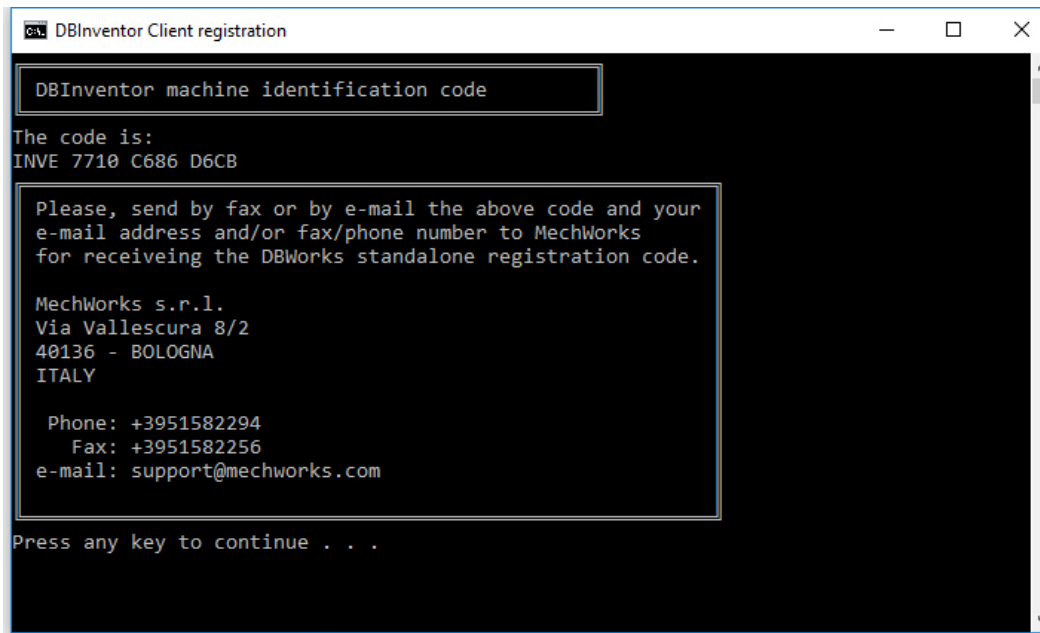 DBInventor Client registration
DBInventor machine identification code
The code is:
INVE 7710 C686 D6CB
Please, send by fax or by e-mail the above code and your
e-mail address and/or fax/phone number to MechWorks
for receiveing the DBWorks standalone registration code.
MechWorks s.r.l.
Via Vallescura 8/2
40136 - BOLOGNA
ITALY
Phone: +3951582294
Fax: +3951582256
e-mail: support@mechworks.com
Press any key to continue . . .